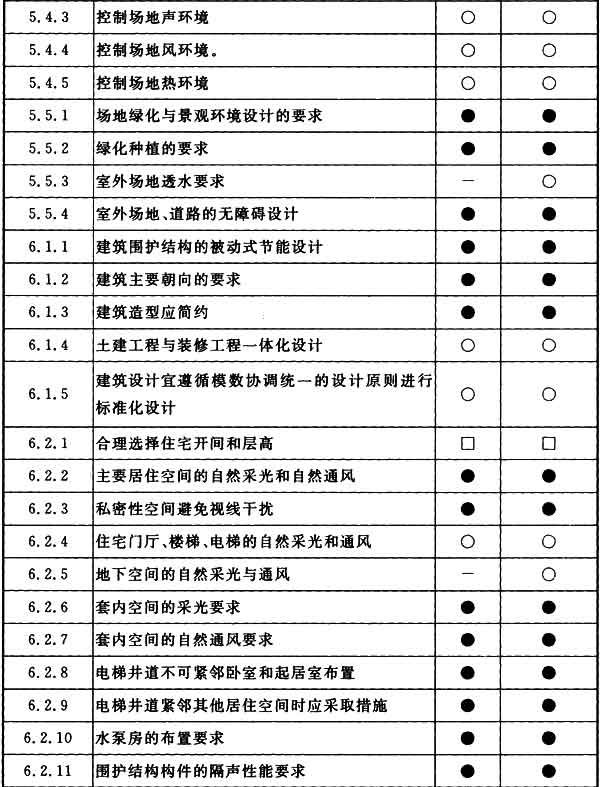 5.4.3 控制场地声环境 ○ ○
5.4.4 控制场地风环境。 ○ ○
5.4.5 控制场地热环境 ○ ○
5.5.1 场地绿化与景观环境设计的要求 ● ●
5.5.2 绿化种植的要求 ● ●
5.5.3 室外场地透水要求 — ○
5.5.4 室外场地、道路的无障碍设计 ● ●
6.1.1 建筑围护结构的被动式节能设计 ● ●
6.1.2 建筑主要朝向的要求 ● ●
6.1.3 建筑造型应简约 ● ●
6.1.4 土建工程与装修工程一体化设计 ○ ○
6.1.5 建筑设计宜遵循模数协调统一的设计原则进行 ○ ○
标准化设计
6.2.1 合理选择住宅开间和层高 □ □
6.2.2 主要居住空间的自然采光和自然通风 ● ●
6.2.3 私密性空间避免视线干扰 ● ●
6.2.4 住宅门厅、楼梯、电梯的自然采光和通风 ○ ○
6.2.5 地下空间的自然采光与通风 — ○
6.2.6 套内空间的采光要求 ● ●
6.2.7 套内空间的自然通风要求 ● ●
6.2.8 电梯井道不可紧邻卧室和起居室布置 ● ●
6.2.9 电梯井道紧邻其他居住空间时应采取措施 ● ●
6.2.10 水泵房的布置要求 ● ●
6.2.11 围护结构构件的隔声性能要求 ● ●